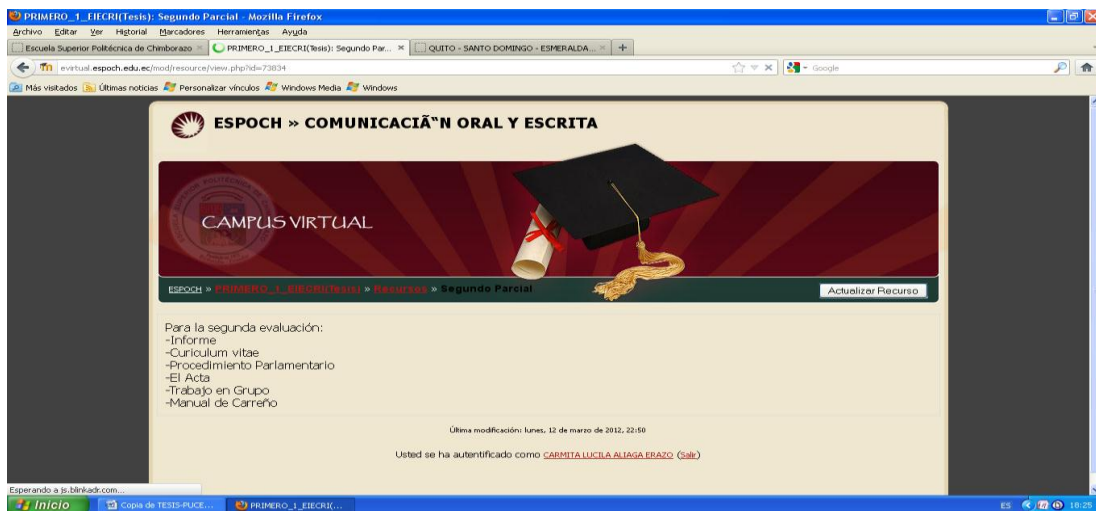 PRIMERO_1_EIECRI(Tesis): Segundo Parcial - Mozilla Firefox
Archivo Editar Ver Historial Marcadores Herramientas Ayuda
Escuela Superior Politécnica de Chimborazo × PRIMERO_1_EIECRI(Tesis): Segundo Par... × QUITO - SANTO DOMINGO - ESMERALDA... × +
evirtual.espoch.edu.ec/mod/resource/view.php?id=73834 Google
Más visitados Últimas noticias Personalizar vínculos Windows Media Windows
ESPOCH » COMUNICACIÃ“N ORAL Y ESCRITA
CAMPUS VIRTUAL
ESPOCH » PRIMERO_1_EIECRI(Tesis) » Recursos » Segundo Parcial Actualizar Recurso
Para la segunda evaluación:
-Informe
-Curiculum vitae
-Procedimiento Parlamentario
-El Acta
-Trabajo en Grupo
-Manual de Carreño
Última modificación: lunes, 12 de marzo de 2012, 22:50
Usted se ha autentificado como CARMITA LUCILA ALIAGA ERAZO (Salir)
Esperando a js.blinkadr.com...
Inicio Copia de TESIS-PUCE... PRIMERO_1_EIECRI(... ES 18:25